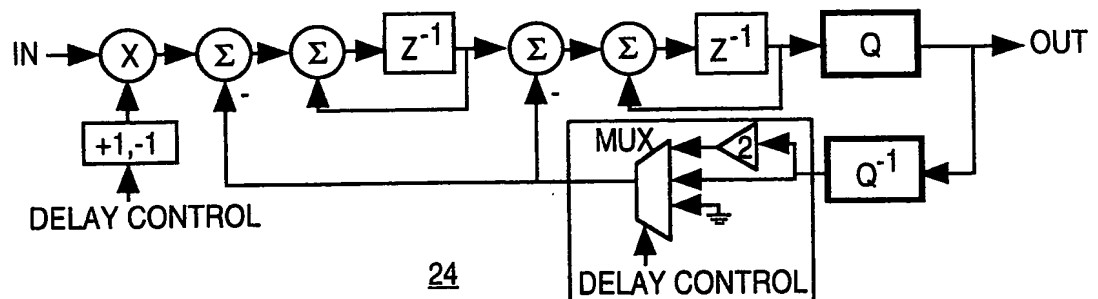 IN X Σ Σ Z⁻¹ Σ Σ Z⁻¹ Q OUT
- -
+1,-1
MUX 2
Q⁻¹
DELAY CONTROL
24
DELAY CONTROL